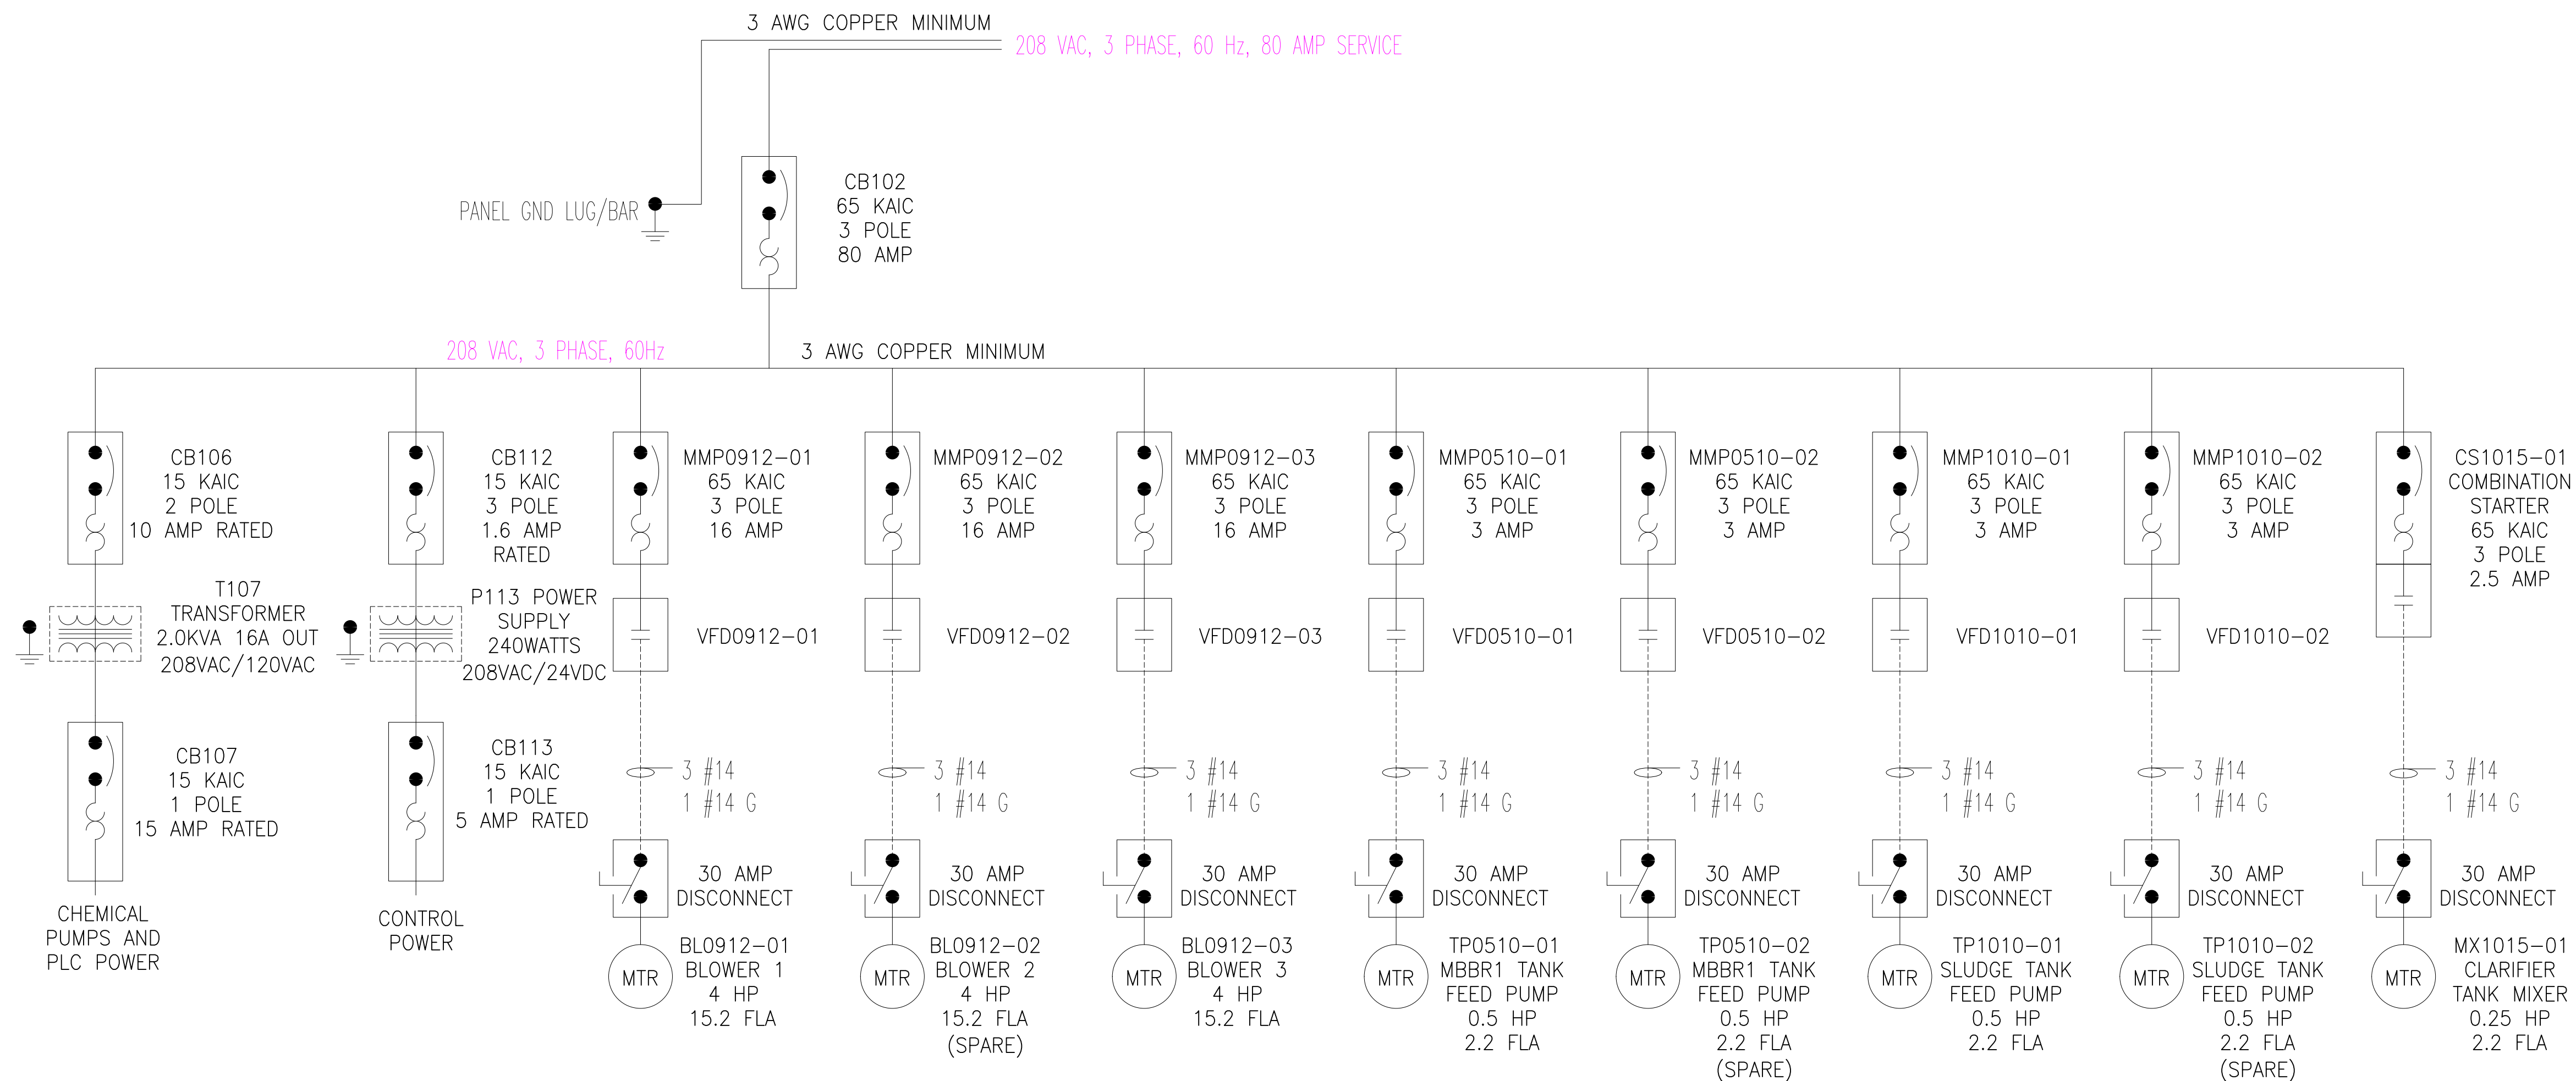 3 AWG COPPER MINIMUM
208 VAC, 3 PHASE, 60 Hz, 80 AMP SERVICE
PANEL GND LUG/BAR
CB102
65 KAIC
3 POLE
80 AMP
208 VAC, 3 PHASE, 60Hz
3 AWG COPPER MINIMUM
CB106
15 KAIC
2 POLE
10 AMP RATED
T107
TRANSFORMER
2.0KVA 16A OUT
208VAC/120VAC
CB107
15 KAIC
1 POLE
15 AMP RATED
CHEMICAL
PUMPS AND
PLC POWER
CB112
15 KAIC
3 POLE
1.6 AMP
RATED
P113 POWER
SUPPLY
240WATTS
208VAC/24VDC
CB113
15 KAIC
1 POLE
5 AMP RATED
CONTROL
POWER
MMP0912-01
65 KAIC
3 POLE
16 AMP
VFD0912-01
3 #14
1 #14 G
30 AMP
DISCONNECT
MTR
BL0912-01
BLOWER 1
4 HP
15.2 FLA
MMP0912-02
65 KAIC
3 POLE
16 AMP
VFD0912-02
3 #14
1 #14 G
30 AMP
DISCONNECT
MTR
BL0912-02
BLOWER 2
4 HP
15.2 FLA
(SPARE)
MMP0912-03
65 KAIC
3 POLE
16 AMP
VFD0912-03
3 #14
1 #14 G
30 AMP
DISCONNECT
MTR
BL0912-03
BLOWER 3
4 HP
15.2 FLA
MMP0510-01
65 KAIC
3 POLE
3 AMP
VFD0510-01
3 #14
1 #14 G
30 AMP
DISCONNECT
MTR
TP0510-01
MBBR1 TANK
FEED PUMP
0.5 HP
2.2 FLA
MMP0510-02
65 KAIC
3 POLE
3 AMP
VFD0510-02
3 #14
1 #14 G
30 AMP
DISCONNECT
MTR
TP0510-02
MBBR1 TANK
FEED PUMP
0.5 HP
2.2 FLA
(SPARE)
MMP1010-01
65 KAIC
3 POLE
3 AMP
VFD1010-01
3 #14
1 #14 G
30 AMP
DISCONNECT
MTR
TP1010-01
SLUDGE TANK
FEED PUMP
0.5 HP
2.2 FLA
MMP1010-02
65 KAIC
3 POLE
3 AMP
VFD1010-02
3 #14
1 #14 G
30 AMP
DISCONNECT
MTR
TP1010-02
SLUDGE TANK
FEED PUMP
0.5 HP
2.2 FLA
(SPARE)
CS1015-01
COMBINATION
STARTER
65 KAIC
3 POLE
2.5 AMP
3 #14
1 #14 G
30 AMP
DISCONNECT
MTR
MX1015-01
CLARIFIER
TANK MIXER
0.25 HP
2.2 FLA